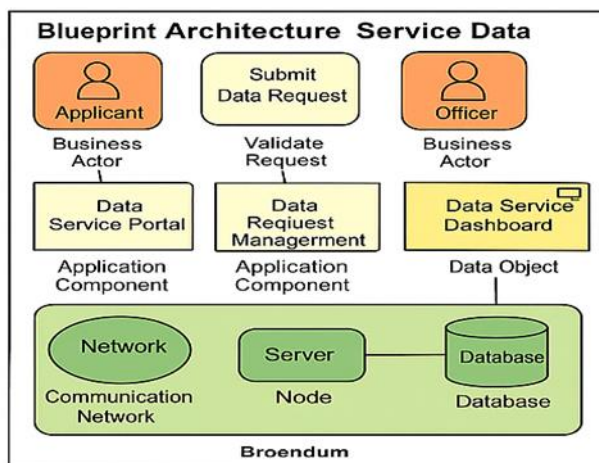 Blueprint Architecture Service Data
Applicant
Submit
Data Request
Officer
Business
Actor
Validate
Request
Business
Actor
Data
Service Portal
Data
Reqiuest
Managerment
Data Service
Dashboard
Application
Component
Application
Component
Data Object
Network
Server
Database
Communication
Network
Node
Database
Broendum